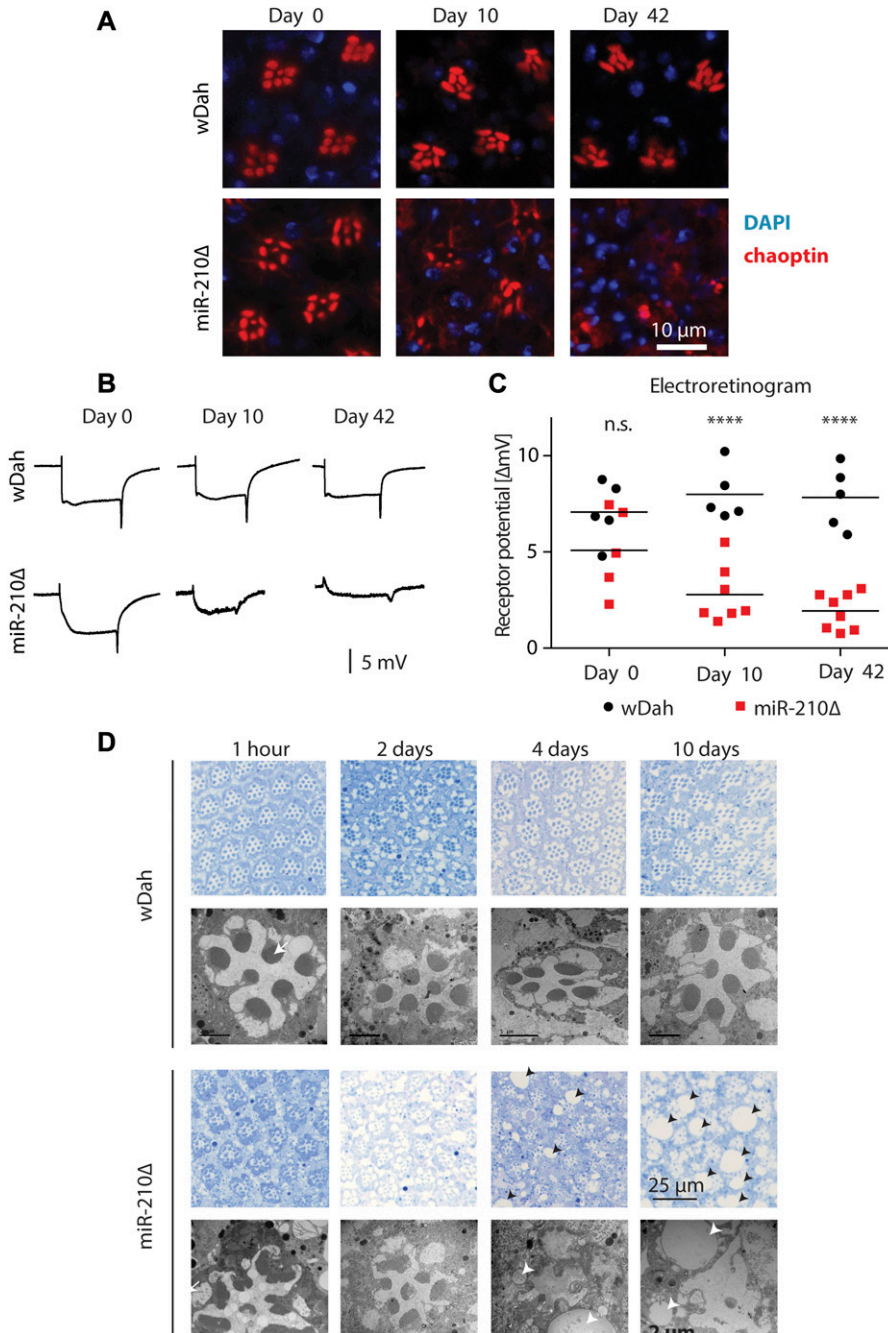 A
Day 0
Day 10
Day 42
wDah
miR-210Δ
DAPI
chaoptin
10 µm
B
Day 0
Day 10
Day 42
wDah
miR-210Δ
5 mV
C
Electroretinogram
n.s.
****
****
Receptor potential [ΔmV]
10
5
0
Day 0
Day 10
Day 42
wDah
miR-210Δ
D
1 hour
2 days
4 days
10 days
wDah
miR-210Δ
25 µm
2 µm